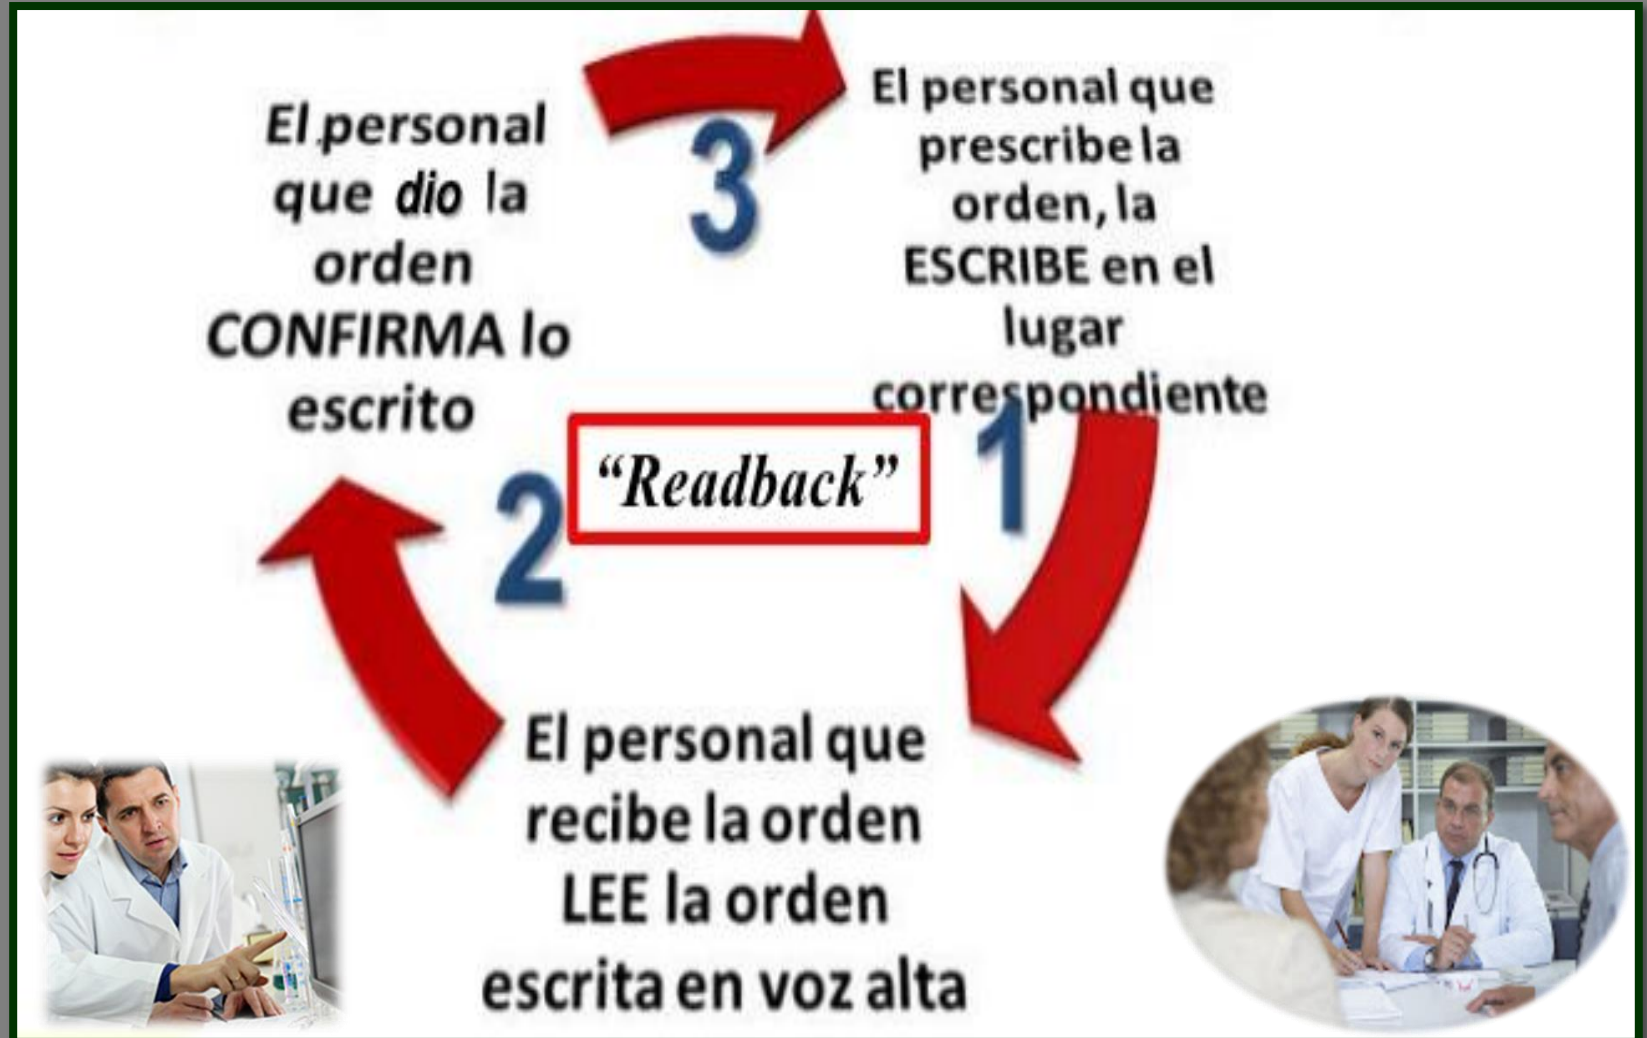 3
El personal que
prescribe la
orden, la
ESCRIBE en el
lugar
correspondiente
1
"Readback"
El personal que
recibe la orden
LEE la orden
escrita en voz alta
2
El personal
que dio la
orden
CONFIRMA lo
escrito